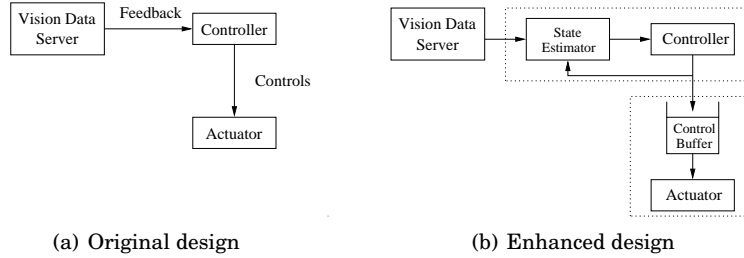 Vision Data
Server
Feedback
Controller
Controls
Actuator
(a) Original design
Vision Data
Server
State
Estimator
Controller
Control
Buffer
Actuator
(b) Enhanced design